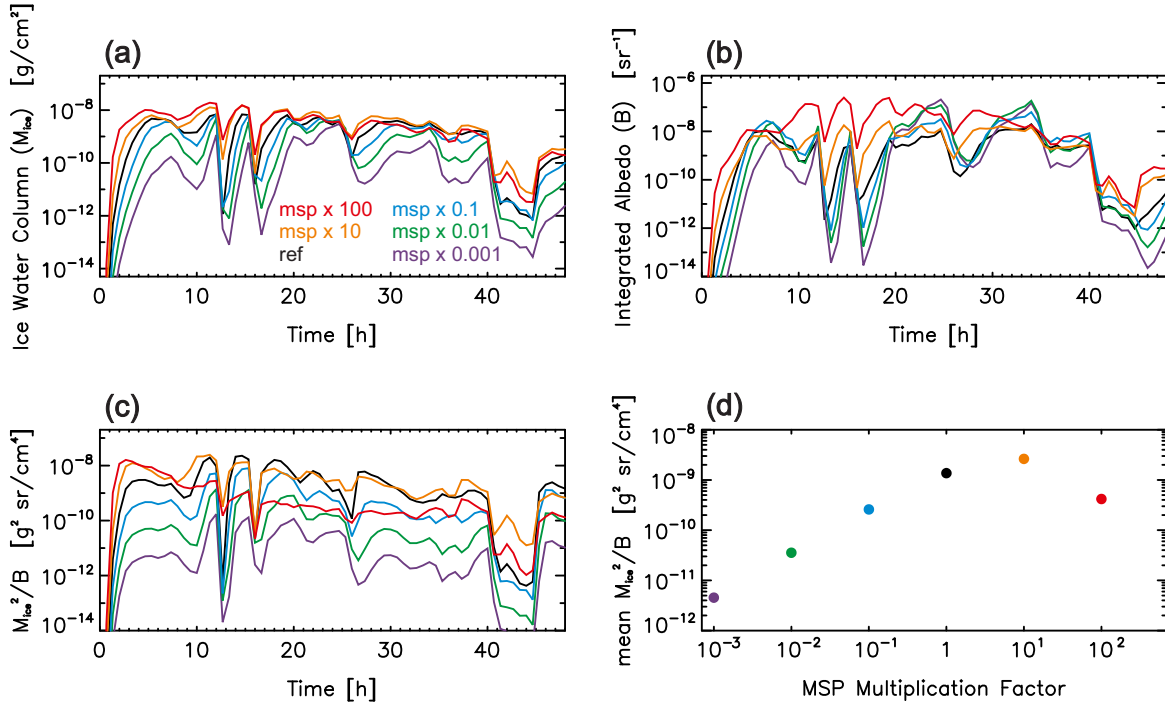 (a)
Ice Water Column (M_ice) [g/cm²]
10⁻⁸
10⁻¹⁰
10⁻¹²
10⁻¹⁴
msp x 100 msp x 0.1
msp x 10 msp x 0.01
ref msp x 0.001
0 10 20 30 40
Time [h]
(b)
Integrated Albedo (B) [sr⁻¹]
10⁻⁶
10⁻⁸
10⁻¹⁰
10⁻¹²
10⁻¹⁴
0 10 20 30 40
Time [h]
(c)
M_ice²/B [g² sr/cm⁴]
10⁻⁸
10⁻¹⁰
10⁻¹²
10⁻¹⁴
0 10 20 30 40
Time [h]
(d)
mean M_ice²/B [g² sr/cm⁴]
10⁻⁸
10⁻⁹
10⁻¹⁰
10⁻¹¹
10⁻¹²
10⁻³ 10⁻² 10⁻¹ 1 10¹ 10²
MSP Multiplication Factor